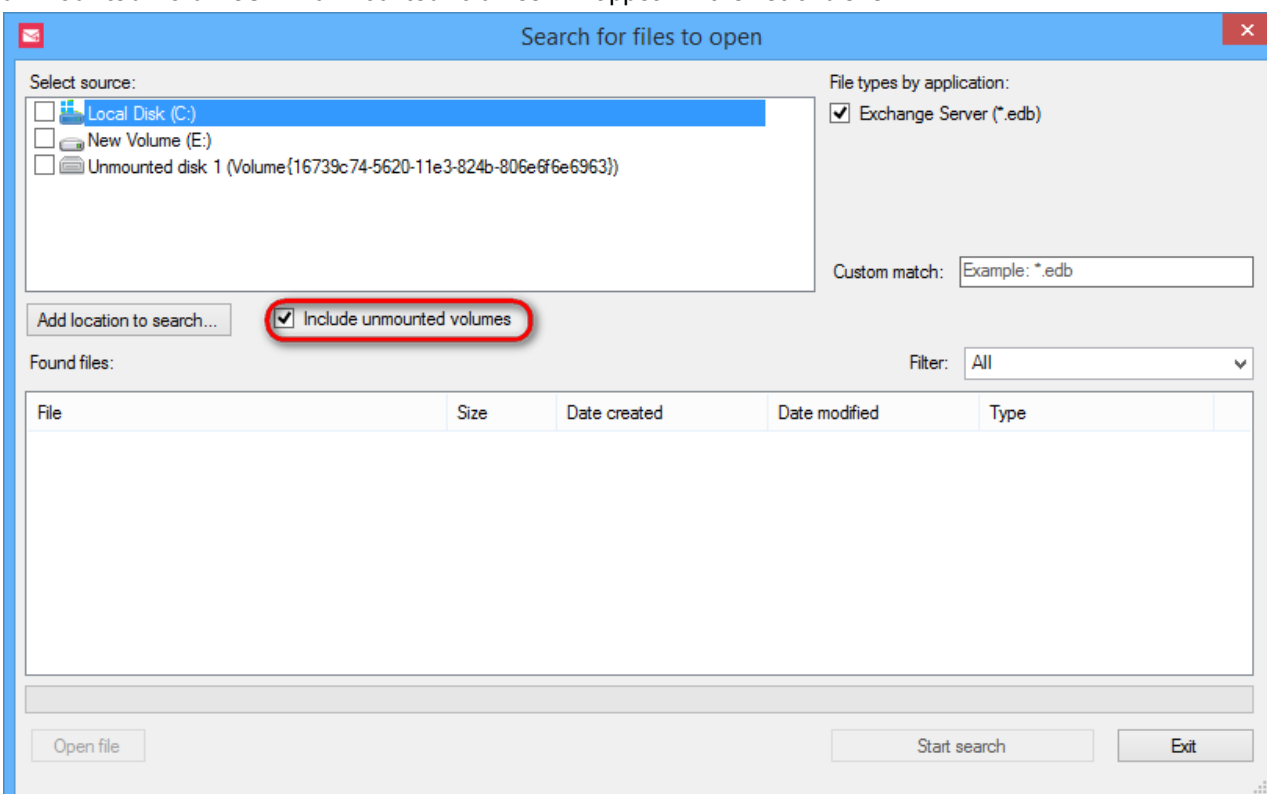 Search for files to open
Select source:
File types by application:
Local Disk (C:)
Exchange Server (*.edb)
New Volume (E:)
Unmounted disk 1 (Volume{16739c74-5620-11e3-824b-806e6f6e6963})
Custom match:
Example: *.edb
Add location to search...
Include unmounted volumes
Found files:
Filter:
All
File
Size
Date created
Date modified
Type
Open file
Start search
Exit